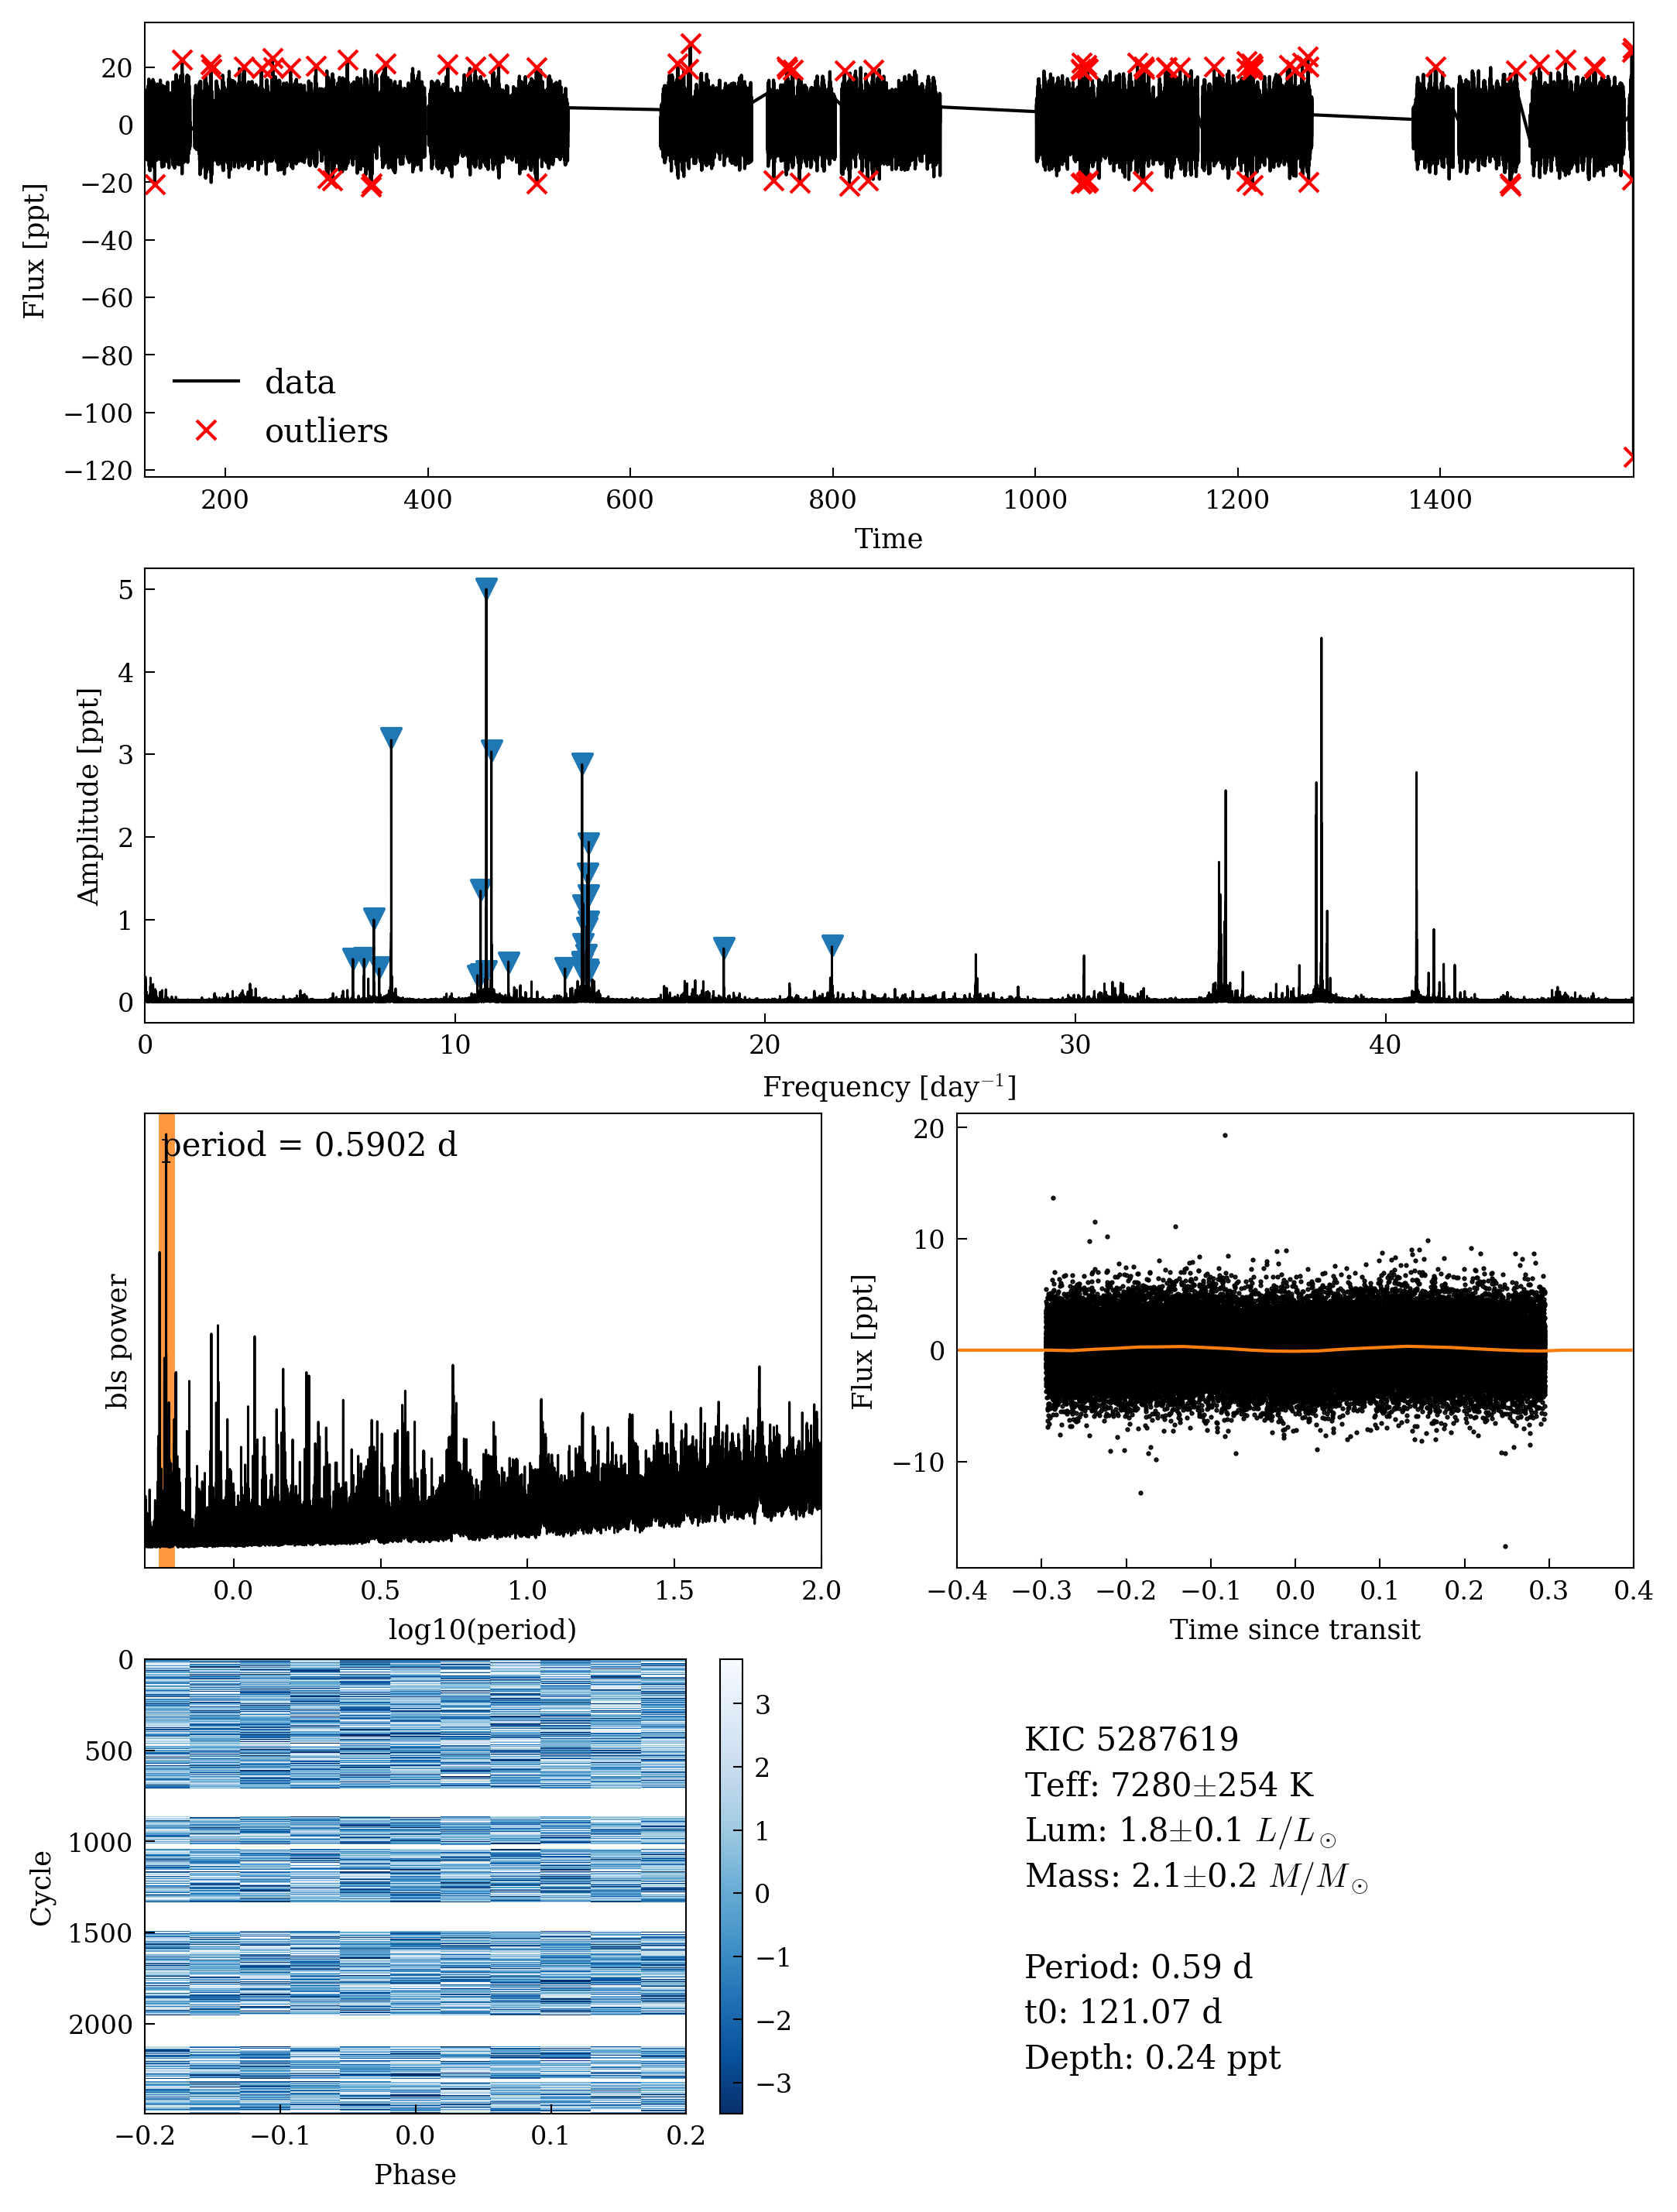 20
0
−20
−40
−60
−80
−100
−120
Flux [ppt]
data
outliers
200 400 600 800 1000 1200 1400
Time
5
4
3
2
1
0
Amplitude [ppt]
0 10 20 30 40
Frequency [day⁻¹]
period = 0.5902 d
bls power
0.0 0.5 1.0 1.5 2.0
log10(period)
20
10
0
−10
Flux [ppt]
−0.4 −0.3 −0.2 −0.1 0.0 0.1 0.2 0.3 0.4
Time since transit
0
500
1000
1500
2000
Cycle
−0.2 −0.1 0.0 0.1 0.2
Phase
3
2
1
0
−1
−2
−3
KIC 5287619
Teff: 7280±254 K
Lum: 1.8±0.1 L/L☉
Mass: 2.1±0.2 M/M☉
Period: 0.59 d
t0: 121.07 d
Depth: 0.24 ppt